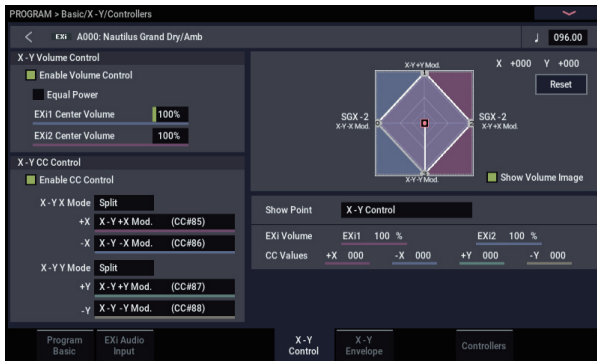 PROGRAM > Basic/X-Y/Controllers
< EXi A000: Nautilus Grand Dry/Amb ♩ 096.00
X-Y Volume Control
Enable Volume Control
Equal Power
EXi1 Center Volume 100%
EXi2 Center Volume 100%
X-Y CC Control
Enable CC Control
X-Y X Mode Split
+X X-Y +X Mod. (CC#85)
-X X-Y -X Mod. (CC#86)
X-Y Y Mode Split
+Y X-Y +Y Mod. (CC#87)
-Y X-Y -Y Mod. (CC#88)
X-Y +Y Mod.
X +000 Y +000
Reset
SGX-2
X-Y -X Mod.
SGX-2
X-Y +X Mod.
X-Y -Y Mod.
Show Volume Image
Show Point X-Y Control
EXi Volume EXi1 100 % EXi2 100 %
CC Values +X 000 -X 000 +Y 000 -Y 000
Program Basic
EXi Audio Input
X-Y Control
X-Y Envelope
Controllers